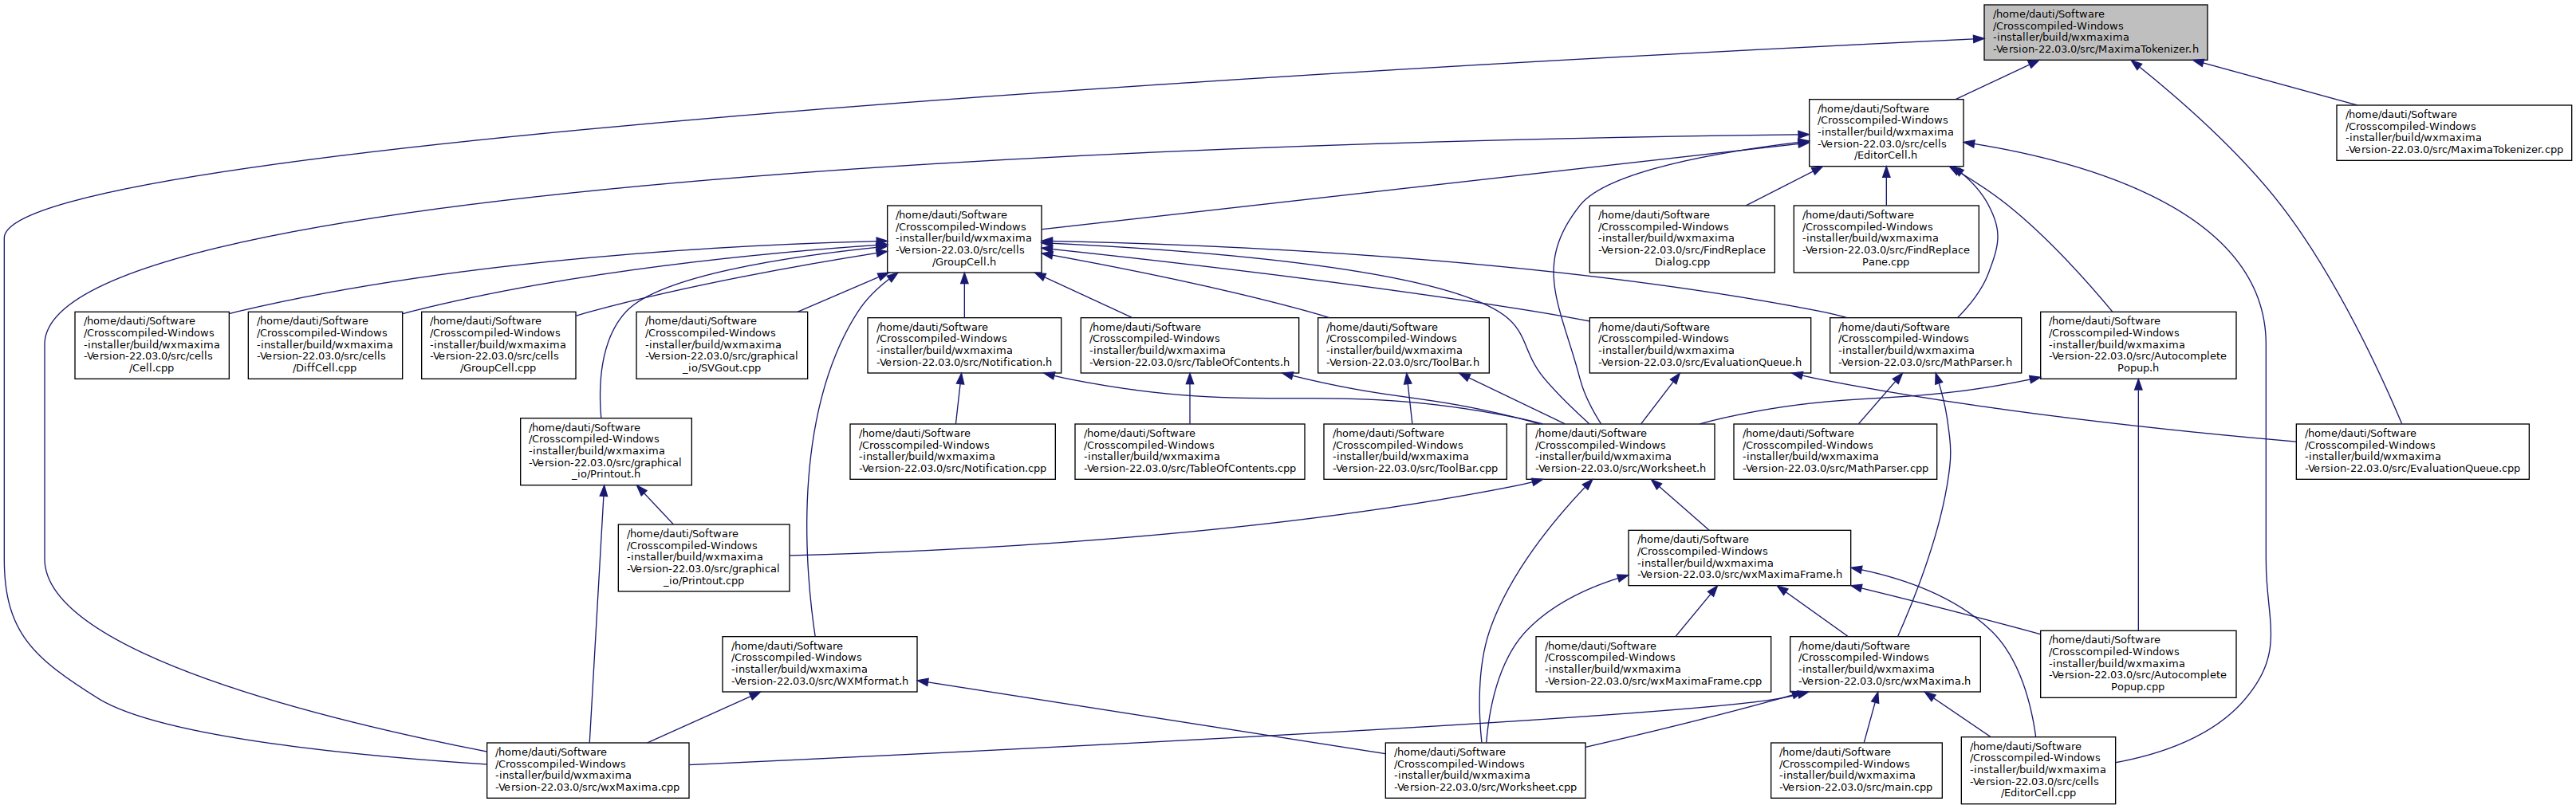 /home/dauti/Software
/Crosscompiled-Windows
-installer/build/wxmaxima
-Version-22.03.0/src/MaximaTokenizer.h
/home/dauti/Software
/Crosscompiled-Windows
-installer/build/wxmaxima
-Version-22.03.0/src/cells
/EditorCell.h
/home/dauti/Software
/Crosscompiled-Windows
-installer/build/wxmaxima
-Version-22.03.0/src/MaximaTokenizer.cpp
/home/dauti/Software
/Crosscompiled-Windows
-installer/build/wxmaxima
-Version-22.03.0/src/cells
/GroupCell.h
/home/dauti/Software
/Crosscompiled-Windows
-installer/build/wxmaxima
-Version-22.03.0/src/FindReplace
Dialog.cpp
/home/dauti/Software
/Crosscompiled-Windows
-installer/build/wxmaxima
-Version-22.03.0/src/FindReplace
Pane.cpp
/home/dauti/Software
/Crosscompiled-Windows
-installer/build/wxmaxima
-Version-22.03.0/src/cells
/Cell.cpp
/home/dauti/Software
/Crosscompiled-Windows
-installer/build/wxmaxima
-Version-22.03.0/src/cells
/DiffCell.cpp
/home/dauti/Software
/Crosscompiled-Windows
-installer/build/wxmaxima
-Version-22.03.0/src/cells
/GroupCell.cpp
/home/dauti/Software
/Crosscompiled-Windows
-installer/build/wxmaxima
-Version-22.03.0/src/graphical
_io/SVGout.cpp
/home/dauti/Software
/Crosscompiled-Windows
-installer/build/wxmaxima
-Version-22.03.0/src/Notification.h
/home/dauti/Software
/Crosscompiled-Windows
-installer/build/wxmaxima
-Version-22.03.0/src/TableOfContents.h
/home/dauti/Software
/Crosscompiled-Windows
-installer/build/wxmaxima
-Version-22.03.0/src/ToolBar.h
/home/dauti/Software
/Crosscompiled-Windows
-installer/build/wxmaxima
-Version-22.03.0/src/EvaluationQueue.h
/home/dauti/Software
/Crosscompiled-Windows
-installer/build/wxmaxima
-Version-22.03.0/src/MathParser.h
/home/dauti/Software
/Crosscompiled-Windows
-installer/build/wxmaxima
-Version-22.03.0/src/Autocomplete
Popup.h
/home/dauti/Software
/Crosscompiled-Windows
-installer/build/wxmaxima
-Version-22.03.0/src/graphical
_io/Printout.h
/home/dauti/Software
/Crosscompiled-Windows
-installer/build/wxmaxima
-Version-22.03.0/src/Notification.cpp
/home/dauti/Software
/Crosscompiled-Windows
-installer/build/wxmaxima
-Version-22.03.0/src/TableOfContents.cpp
/home/dauti/Software
/Crosscompiled-Windows
-installer/build/wxmaxima
-Version-22.03.0/src/ToolBar.cpp
/home/dauti/Software
/Crosscompiled-Windows
-installer/build/wxmaxima
-Version-22.03.0/src/Worksheet.h
/home/dauti/Software
/Crosscompiled-Windows
-installer/build/wxmaxima
-Version-22.03.0/src/MathParser.cpp
/home/dauti/Software
/Crosscompiled-Windows
-installer/build/wxmaxima
-Version-22.03.0/src/EvaluationQueue.cpp
/home/dauti/Software
/Crosscompiled-Windows
-installer/build/wxmaxima
-Version-22.03.0/src/graphical
_io/Printout.cpp
/home/dauti/Software
/Crosscompiled-Windows
-installer/build/wxmaxima
-Version-22.03.0/src/wxMaximaFrame.h
/home/dauti/Software
/Crosscompiled-Windows
-installer/build/wxmaxima
-Version-22.03.0/src/WXMformat.h
/home/dauti/Software
/Crosscompiled-Windows
-installer/build/wxmaxima
-Version-22.03.0/src/wxMaximaFrame.cpp
/home/dauti/Software
/Crosscompiled-Windows
-installer/build/wxmaxima
-Version-22.03.0/src/wxMaxima.h
/home/dauti/Software
/Crosscompiled-Windows
-installer/build/wxmaxima
-Version-22.03.0/src/Autocomplete
Popup.cpp
/home/dauti/Software
/Crosscompiled-Windows
-installer/build/wxmaxima
-Version-22.03.0/src/wxMaxima.cpp
/home/dauti/Software
/Crosscompiled-Windows
-installer/build/wxmaxima
-Version-22.03.0/src/Worksheet.cpp
/home/dauti/Software
/Crosscompiled-Windows
-installer/build/wxmaxima
-Version-22.03.0/src/main.cpp
/home/dauti/Software
/Crosscompiled-Windows
-installer/build/wxmaxima
-Version-22.03.0/src/cells
/EditorCell.cpp